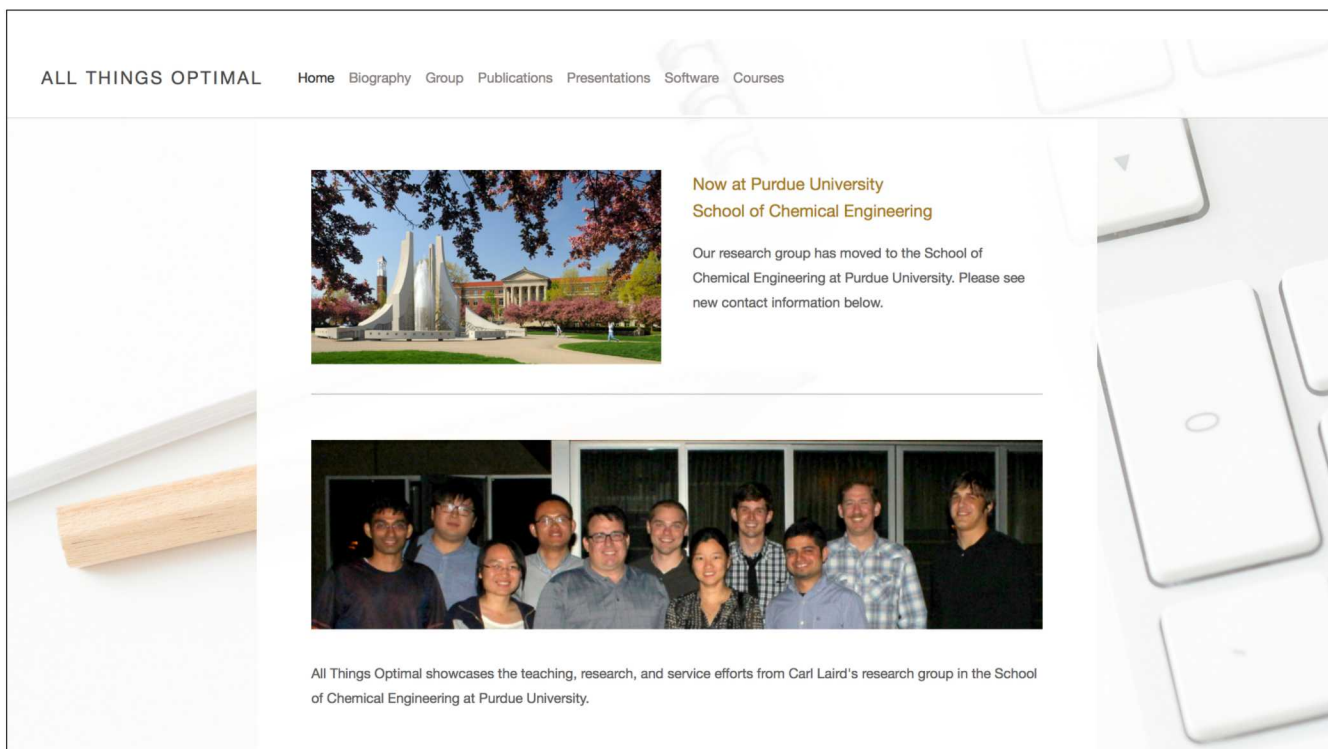 ALL THINGS OPTIMAL Home Biography Group Publications Presentations Software Courses
Now at Purdue University
School of Chemical Engineering
Our research group has moved to the School of
Chemical Engineering at Purdue University. Please see
new contact information below.
All Things Optimal showcases the teaching, research, and service efforts from Carl Laird's research group in the School
of Chemical Engineering at Purdue University.